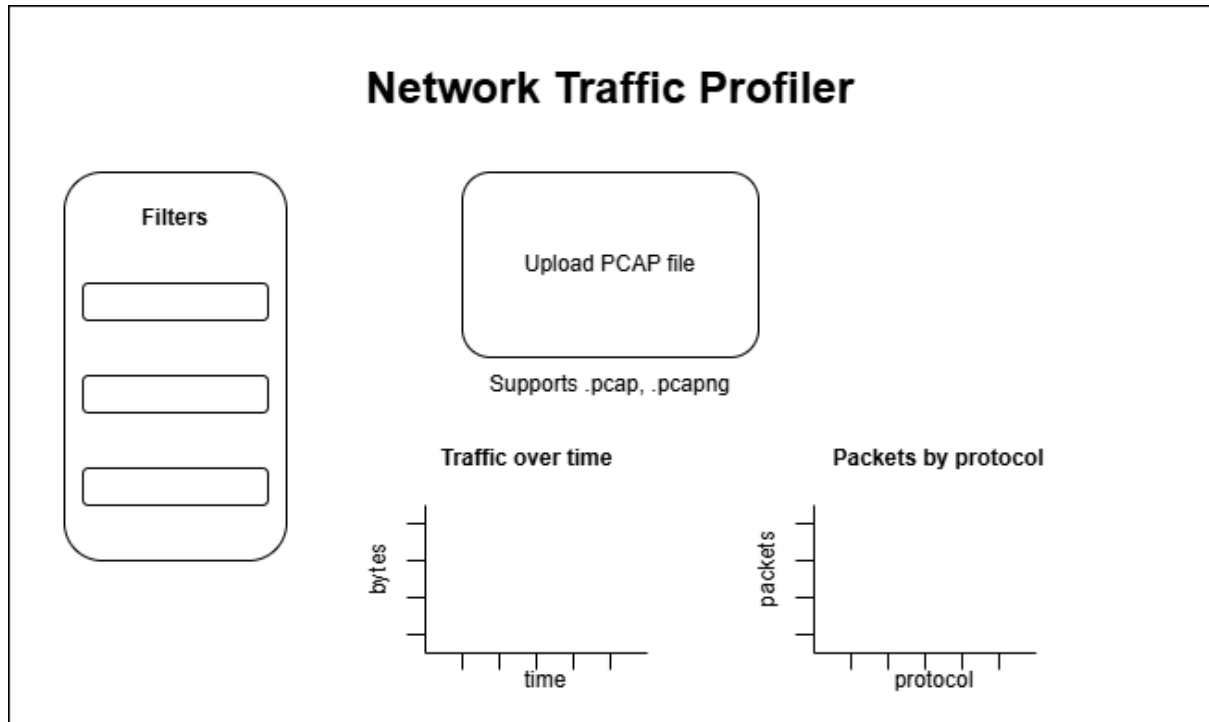 Network Traffic Profiler
Filters
Upload PCAP file
Supports .pcap, .pcapng
Traffic over time
bytes
time
Packets by protocol
packets
protocol